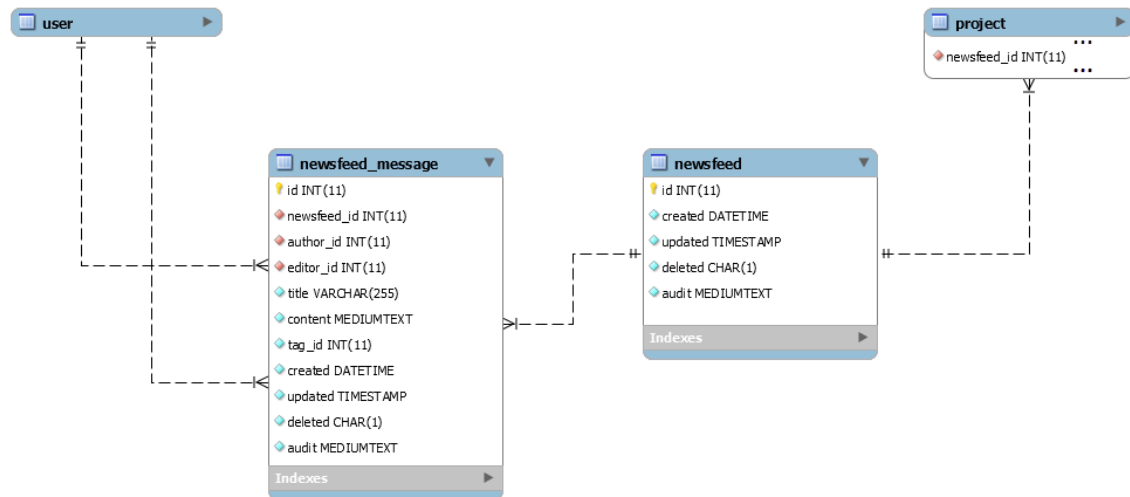 user
project
...
newsfeed_id INT(11)
...
newsfeed_message
id INT(11)
newsfeed_id INT(11)
author_id INT(11)
editor_id INT(11)
title VARCHAR(255)
content MEDIUMTEXT
tag_id INT(11)
created DATETIME
updated TIMESTAMP
deleted CHAR(1)
audit MEDIUMTEXT
Indexes
newsfeed
id INT(11)
created DATETIME
updated TIMESTAMP
deleted CHAR(1)
audit MEDIUMTEXT
Indexes